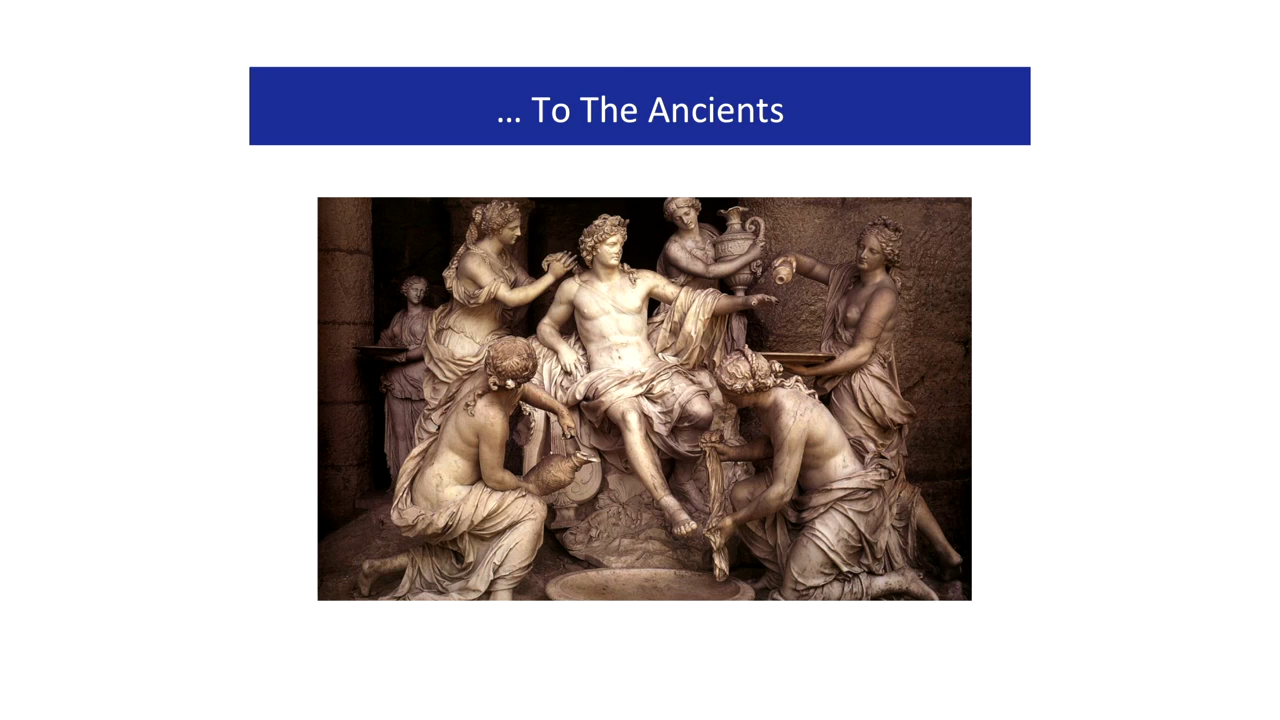 … To The Ancients